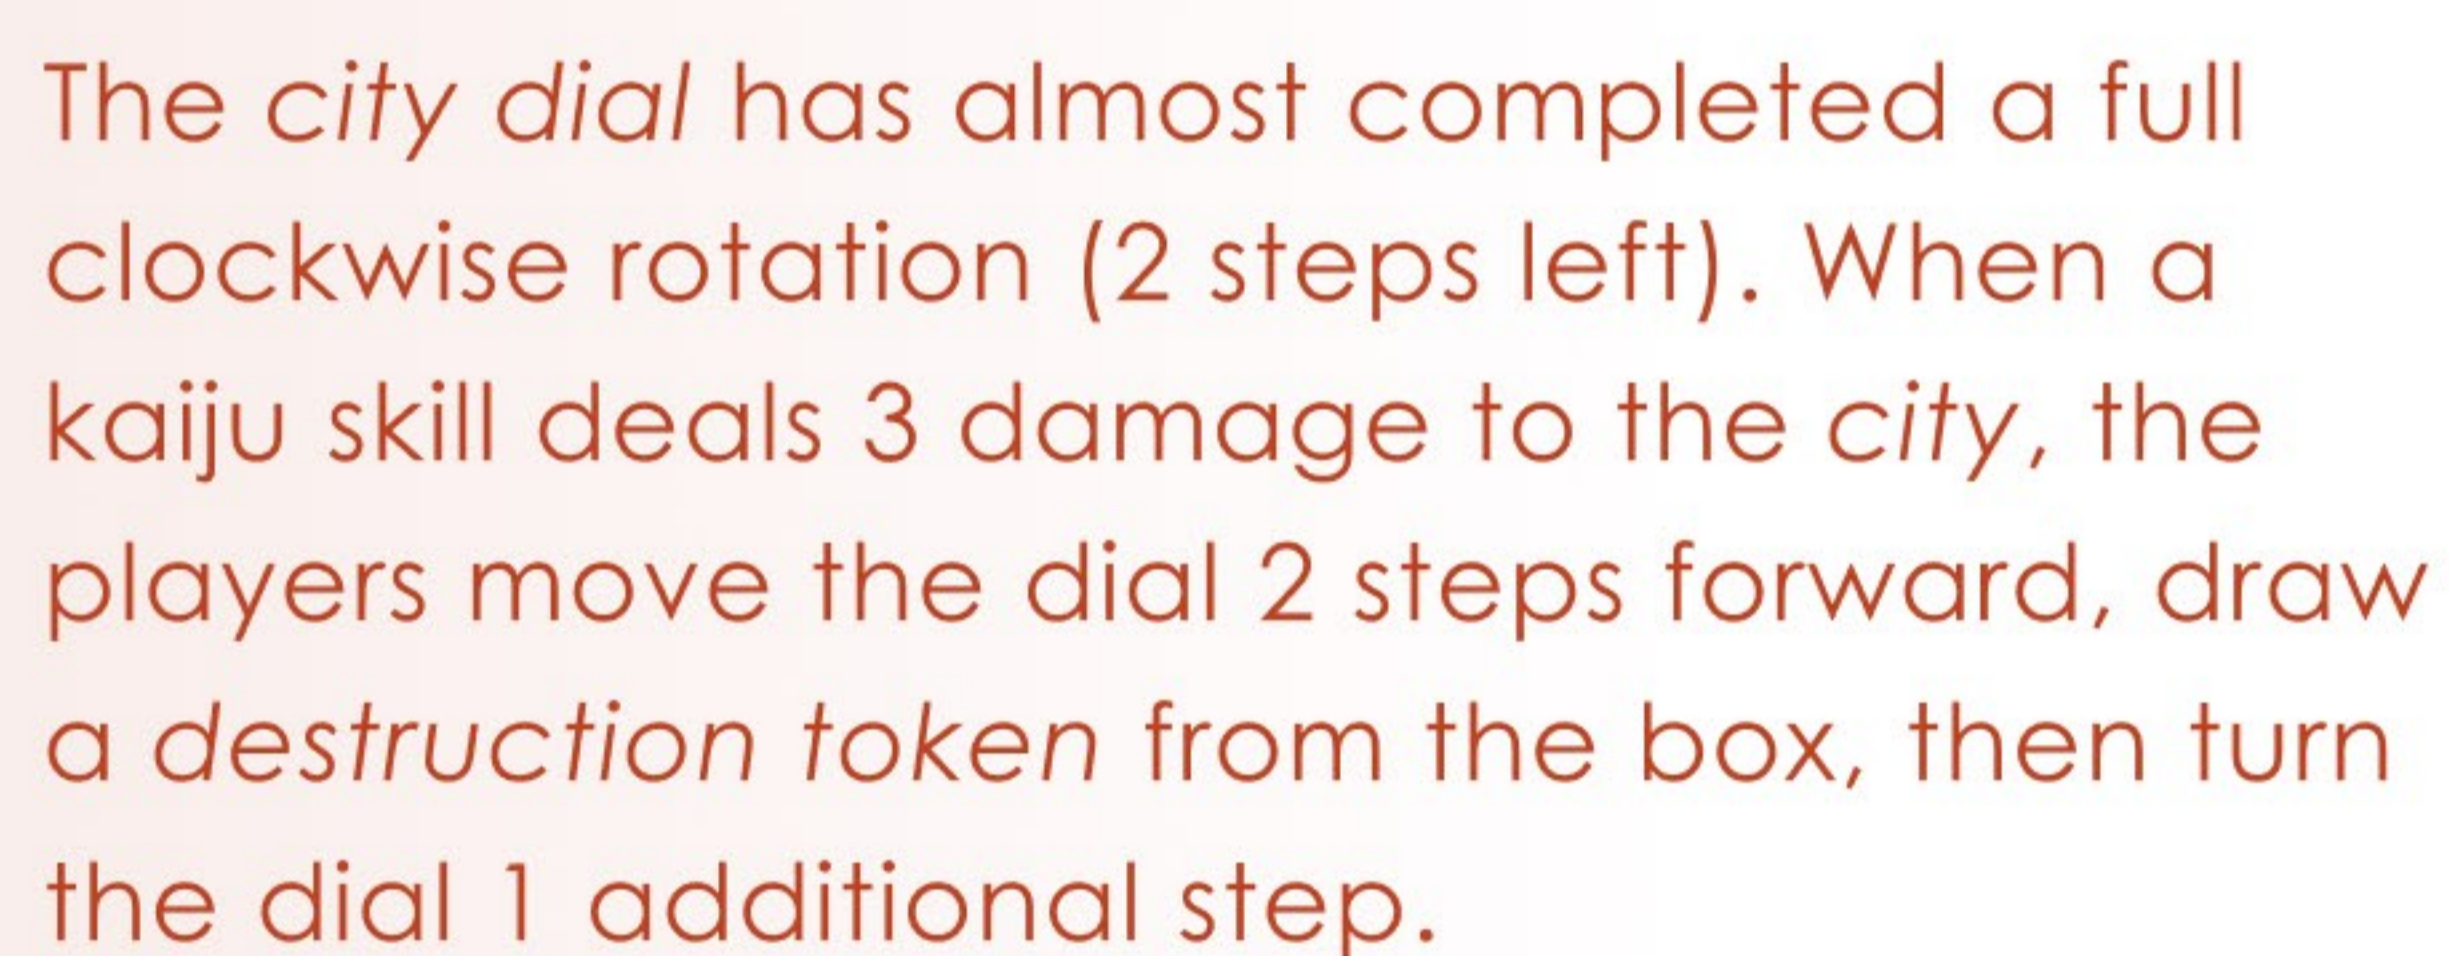 The city dial has almost completed a full
clockwise rotation (2 steps left). When a
kaiju skill deals 3 damage to the city, the
players move the dial 2 steps forward, draw
a destruction token from the box, then turn
the dial 1 additional step.